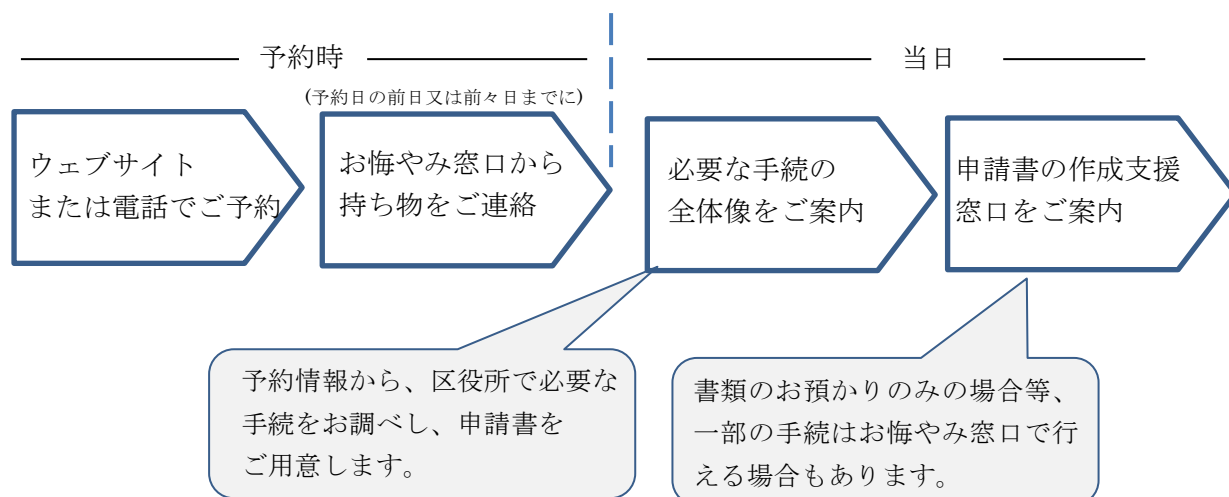 予約時
当日
(予約日の前日又は前々日までに)
ウェブサイト
または電話でご予約
お悔やみ窓口から
持ち物をご連絡
必要な手続の
全体像をご案内
申請書の作成支援
窓口をご案内
予約情報から、区役所で必要な
手続をお調べし、申請書を
ご用意します。
書類のお預かりのみの場合等、
一部の手続はお悔やみ窓口で行
える場合もあります。